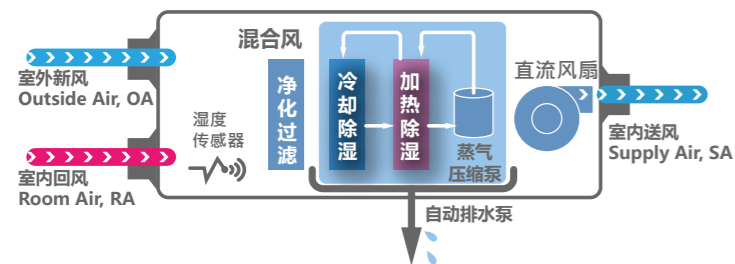 混合风
室外新风
Outside Air, OA
湿度
传感器
室内回风
Room Air, RA
净化过滤
冷却除湿
加热除湿
蒸气
压缩泵
直流风扇
室内送风
Supply Air, SA
自动排水泵